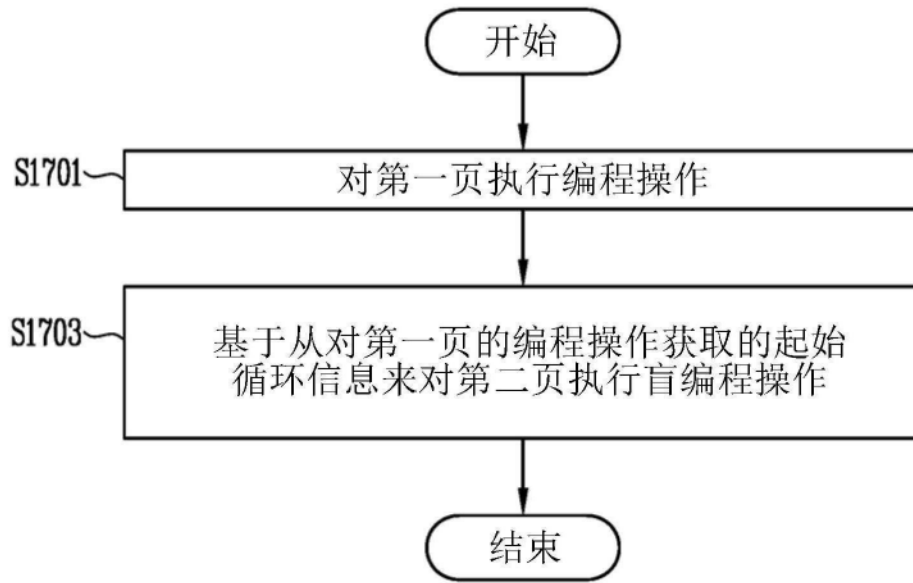 开始
S1701
对第一页执行编程操作
S1703
基于从对第一页的编程操作获取的起始
循环信息来对第二页执行盲编程操作
结束